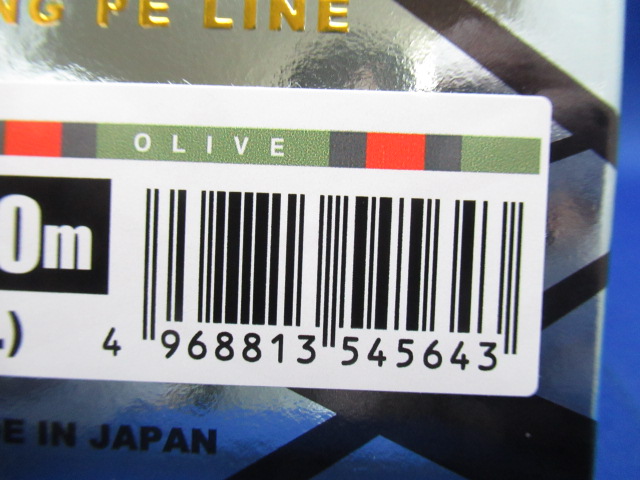 NG PE LINE
OLIVE
0m
.)
4 968813 545643
E IN JAPAN